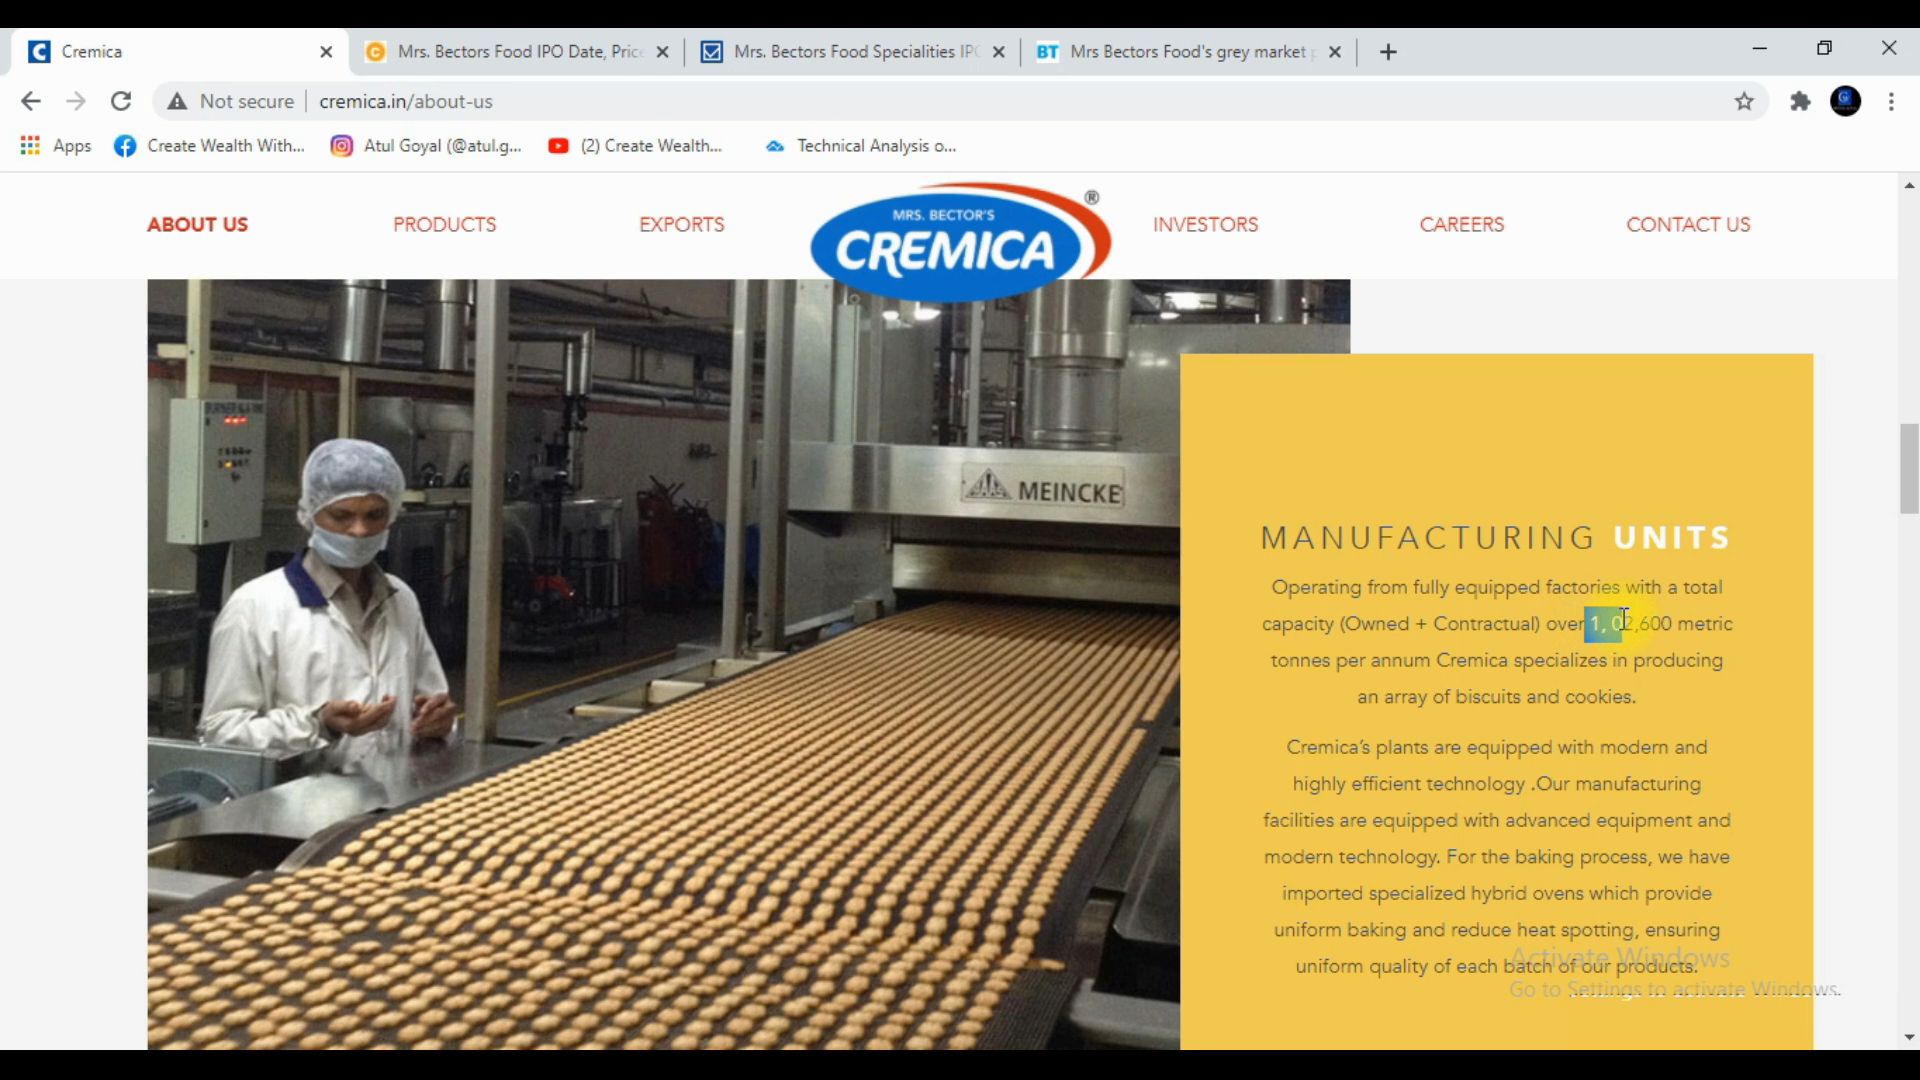 Cremica
Mrs. Bectors Food IPO Date, Price
Mrs. Bectors Food Specialities IPO
Mrs Bectors Food's grey market p
Not secure
cremica.in/about-us
Apps
Create Wealth With...
Atul Goyal (@atul.g...
(2) Create Wealth...
Technical Analysis o...
ABOUT US
PRODUCTS
EXPORTS
MRS. BECTOR'S
CREMICA
®
INVESTORS
CAREERS
CONTACT US
HAAS MEINCKE
MANUFACTURING UNITS
Operating from fully equipped factories with a total
capacity (Owned + Contractual) over 1, 02,600 metric
tonnes per annum Cremica specializes in producing
an array of biscuits and cookies.
Cremica's plants are equipped with modern and
highly efficient technology .Our manufacturing
facilities are equipped with advanced equipment and
modern technology. For the baking process, we have
imported specialized hybrid ovens which provide
uniform baking and reduce heat spotting, ensuring
uniform quality of each batch of our products.
Activate Windows
Go to Settings to activate Windows.